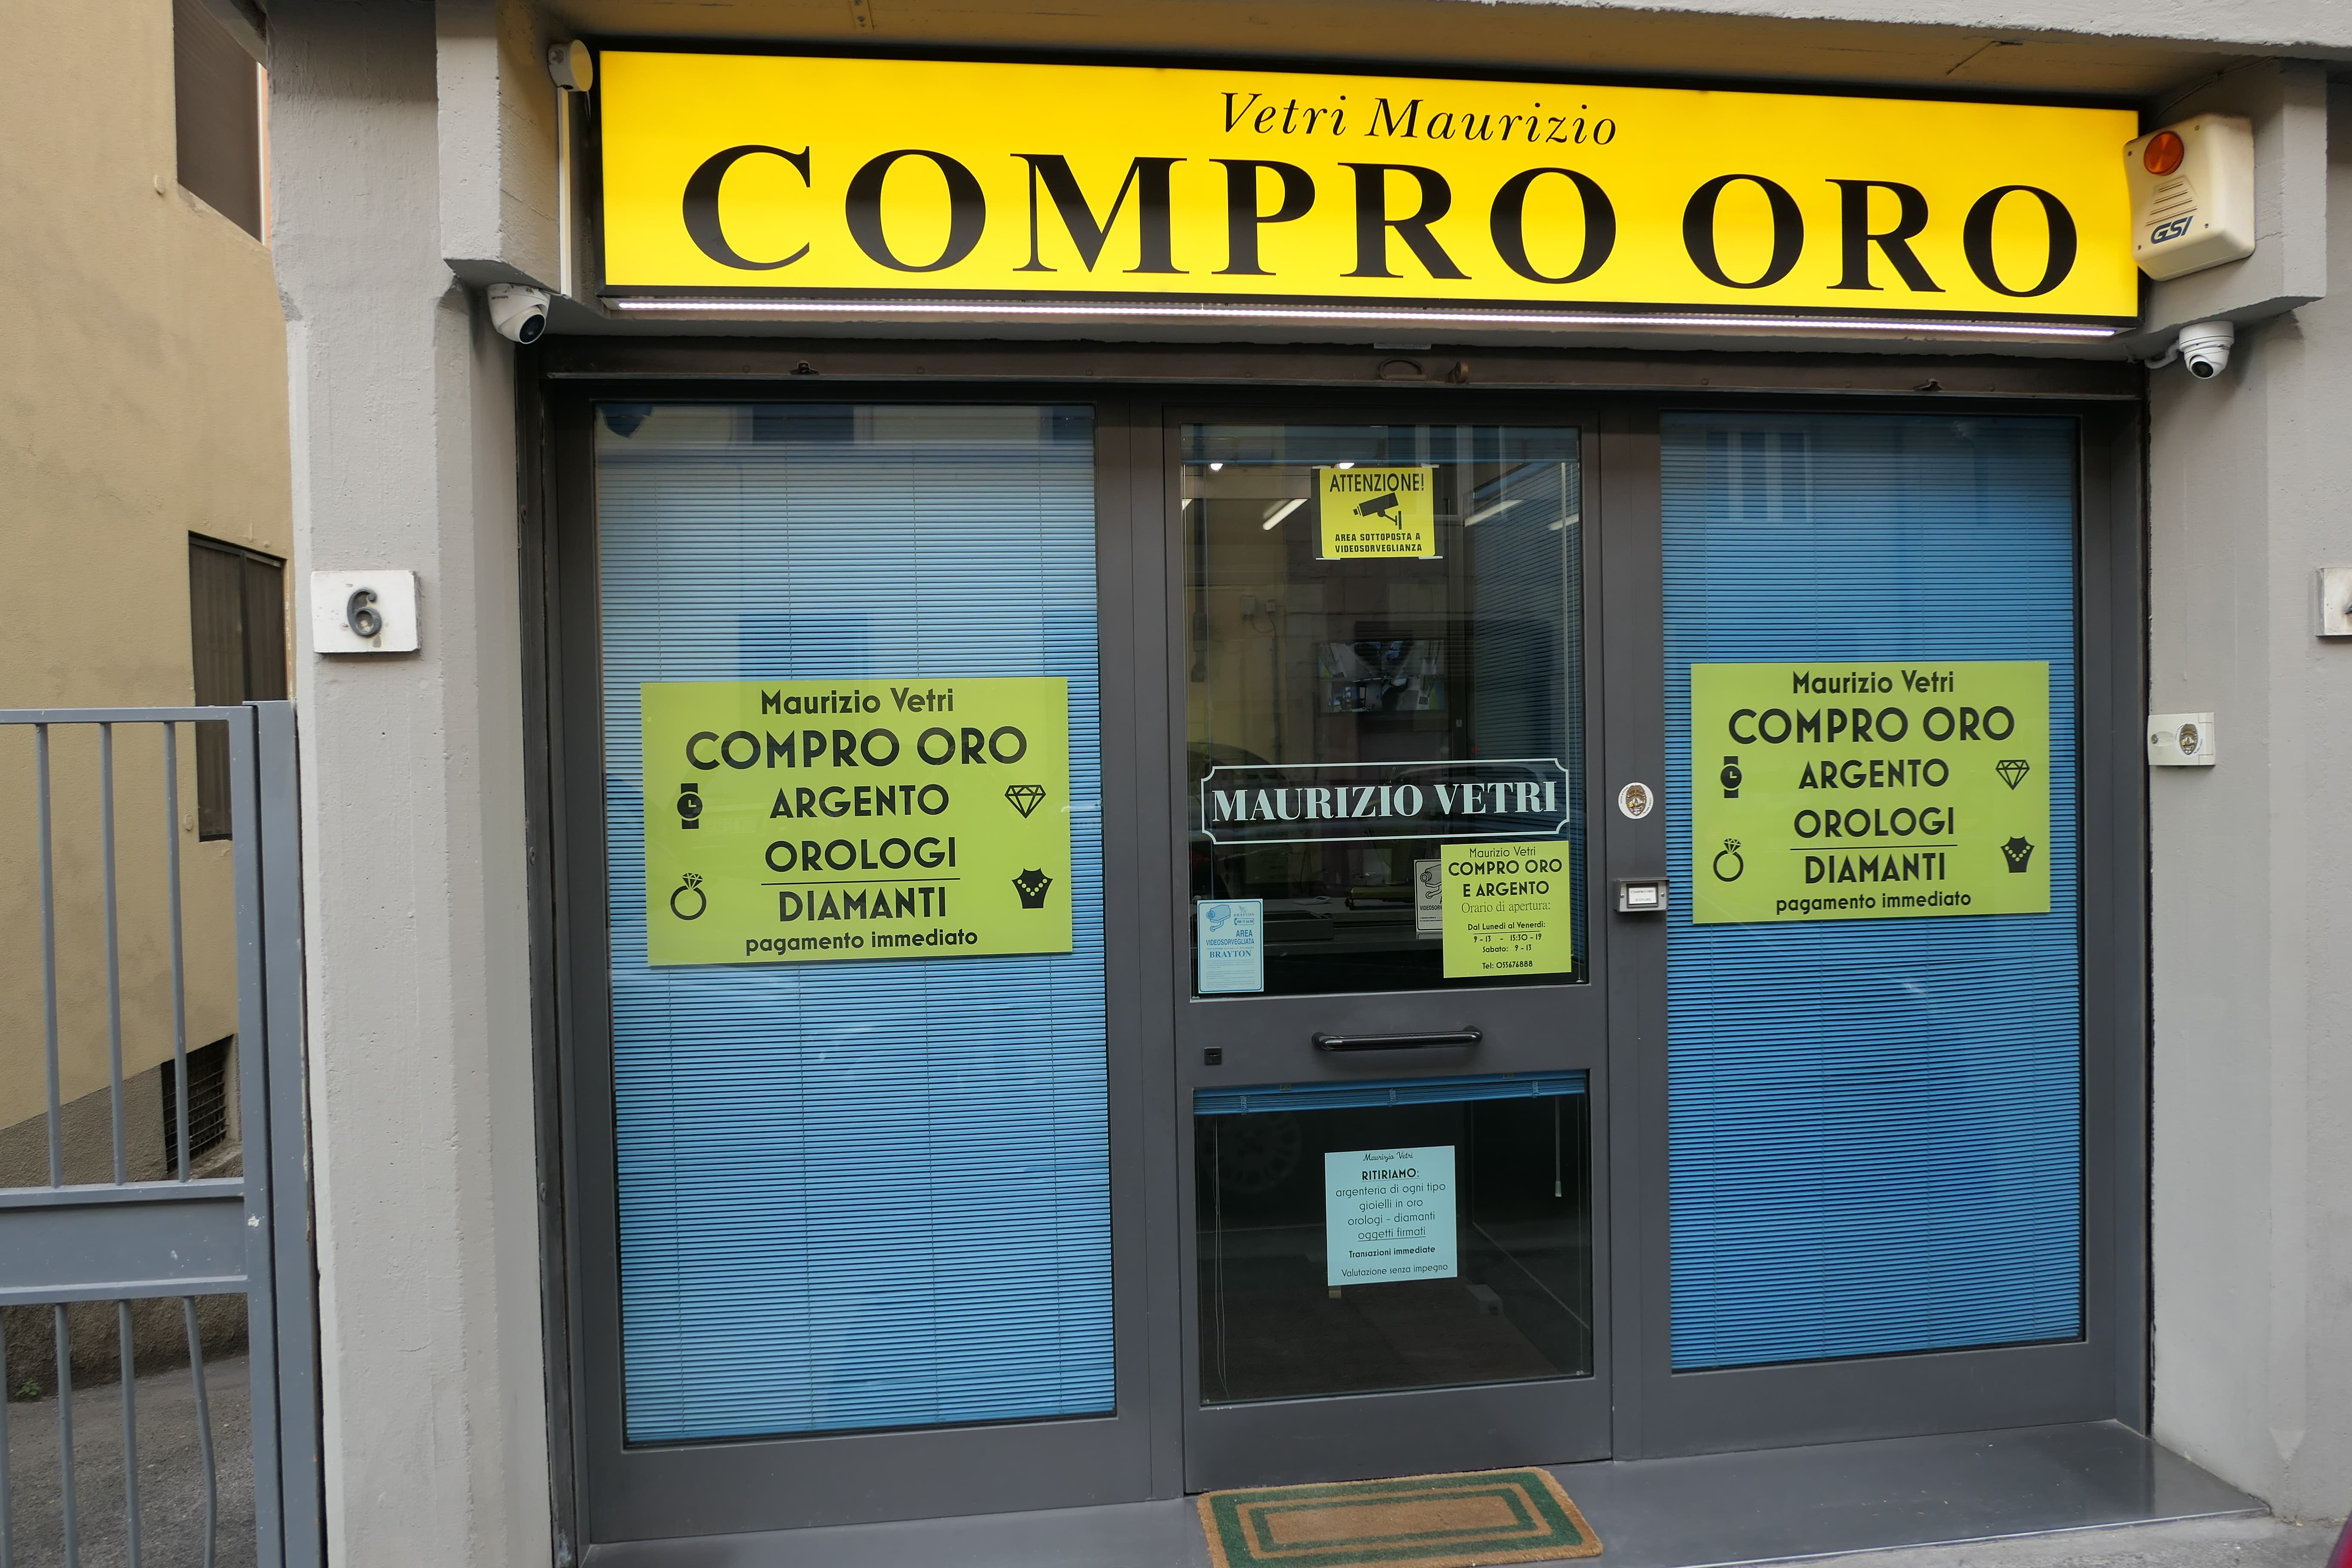 Vetri Maurizio
COMPRO ORO
GSI
6
ATTENZIONE!
AREA SOTTOPOSTA A
VIDEOSORVEGLIANZA
Maurizio Vetri
COMPRO ORO
ARGENTO
OROLOGI
DIAMANTI
pagamento immediato
MAURIZIO VETRI
AREA
VIDEOSORVEGLIATA
BRAYTON
Maurizio Vetri
COMPRO ORO
E ARGENTO
Orario di apertura:
Dal Lunedi al Venerdi:
9 - 13 - 15:30 - 19
Sabato: 9 - 13
Tel: 055676888
Maurizio Vetri
COMPRO ORO
ARGENTO
OROLOGI
DIAMANTI
pagamento immediato
Maurizio Vetri
RITIRIAMO:
argenteria di ogni tipo
gioielli in oro
orologi - diamanti
oggetti firmati
Transazioni immediate
Valutazione senza impegno